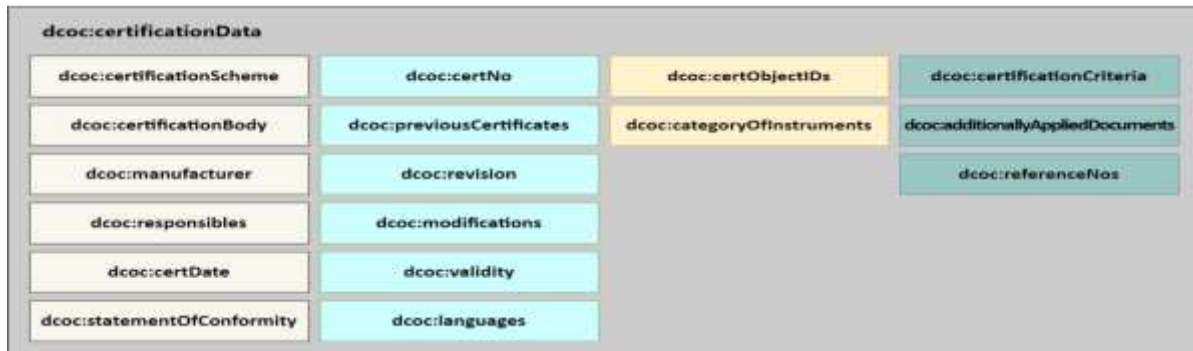 dcoc:certificationData
dcoc:certificationScheme dcoc:certNo dcoc:certObjectIDs dcoc:certificationCriteria
dcoc:certificationBody dcoc:previousCertificates dcoc:categoryOfInstruments dcoc:additionallyAppliedDocuments
dcoc:manufacturer dcoc:revision dcoc:referenceNos
dcoc:responsibles dcoc:modifications
dcoc:certDate dcoc:validity
dcoc:statementOfConformity dcoc:languages